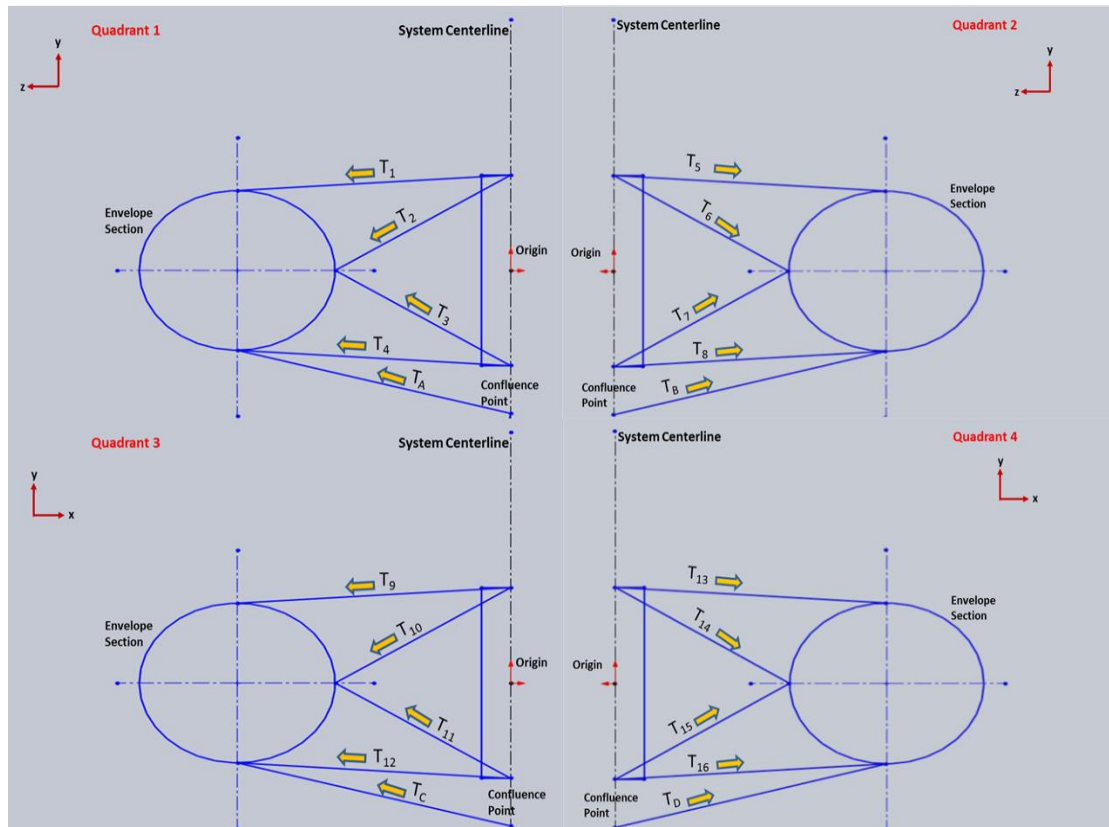 Quadrant 1
System Centerline
y
z
T1
T2
Envelope
Section
Origin
T3
T4
TA
Confluence
Point
System Centerline
Quadrant 2
y
z
T5
T6
Envelope
Section
Origin
T7
T8
TB
Confluence
Point
Quadrant 3
System Centerline
y
x
T9
T10
Envelope
Section
Origin
T11
T12
TC
Confluence
Point
System Centerline
Quadrant 4
y
x
T13
T14
Envelope
Section
Origin
T15
T16
TD
Confluence
Point